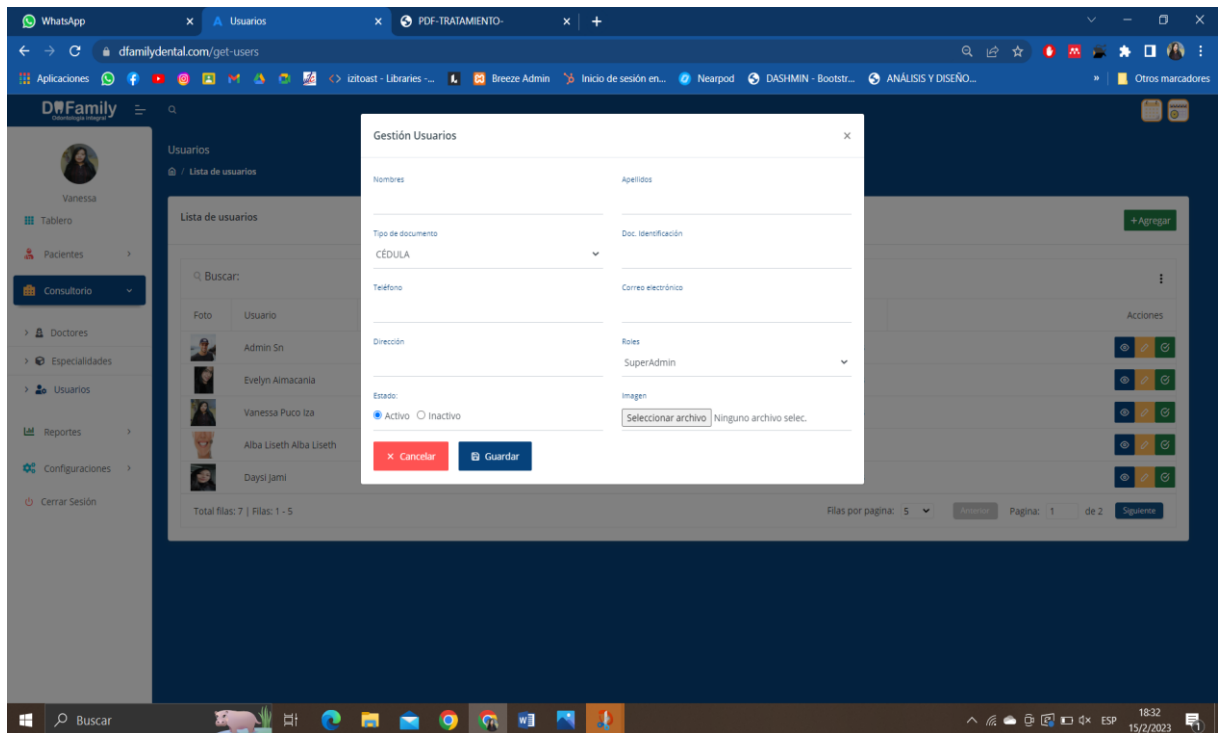 WhatsApp Usuarios PDF-TRATAMIENTO-
dfamilydental.com/get-users
Aplicaciones izitoast - Libraries -... Breeze Admin Inicio de sesión en... Nearpod DASHMIN - Bootstr... ANÁLISIS Y DISEÑO... » Otros marcadores
D Family
Odontología integral
Vanessa
Tablero
Pacientes
Consultorio
Doctores
Especialidades
Usuarios
Reportes
Configuraciones
Cerrar Sesión
Usuarios
/ Lista de usuarios
Lista de usuarios
+Agregar
Buscar:
Foto Usuario Acciones
Admin Sn
Evelyn Aimacania
Vanessa Puco Iza
Alba Liseth Alba Liseth
Daysi Jami
Total filas: 7 | Filas: 1 - 5
Filas por pagina: 5 Anterior Pagina: 1 de 2 Siguiente
Gestión Usuarios ×
Nombres Apellidos
Tipo de documento Doc. Identificación
CÉDULA
Teléfono Correo electrónico
Dirección Roles
SuperAdmin
Estado: Imagen
Activo Inactivo Seleccionar archivo Ninguno archivo selec.
× Cancelar Guardar
Buscar
ESP
18:32
15/2/2023